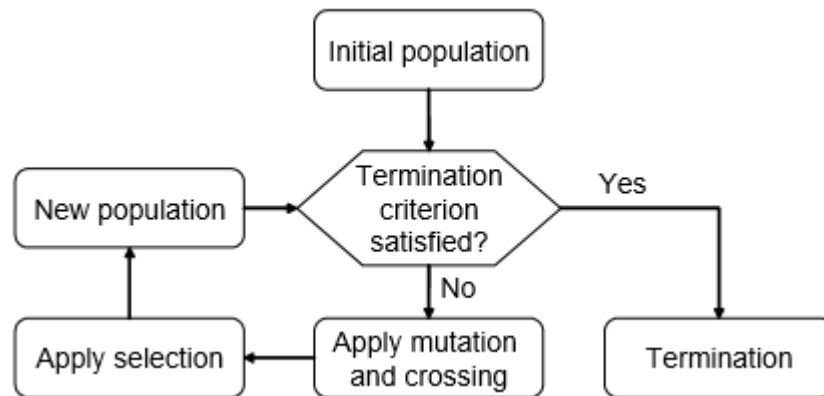 Initial population
Termination
criterion
satisfied?
Yes
New population
No
Apply selection
Apply mutation
and crossing
Termination